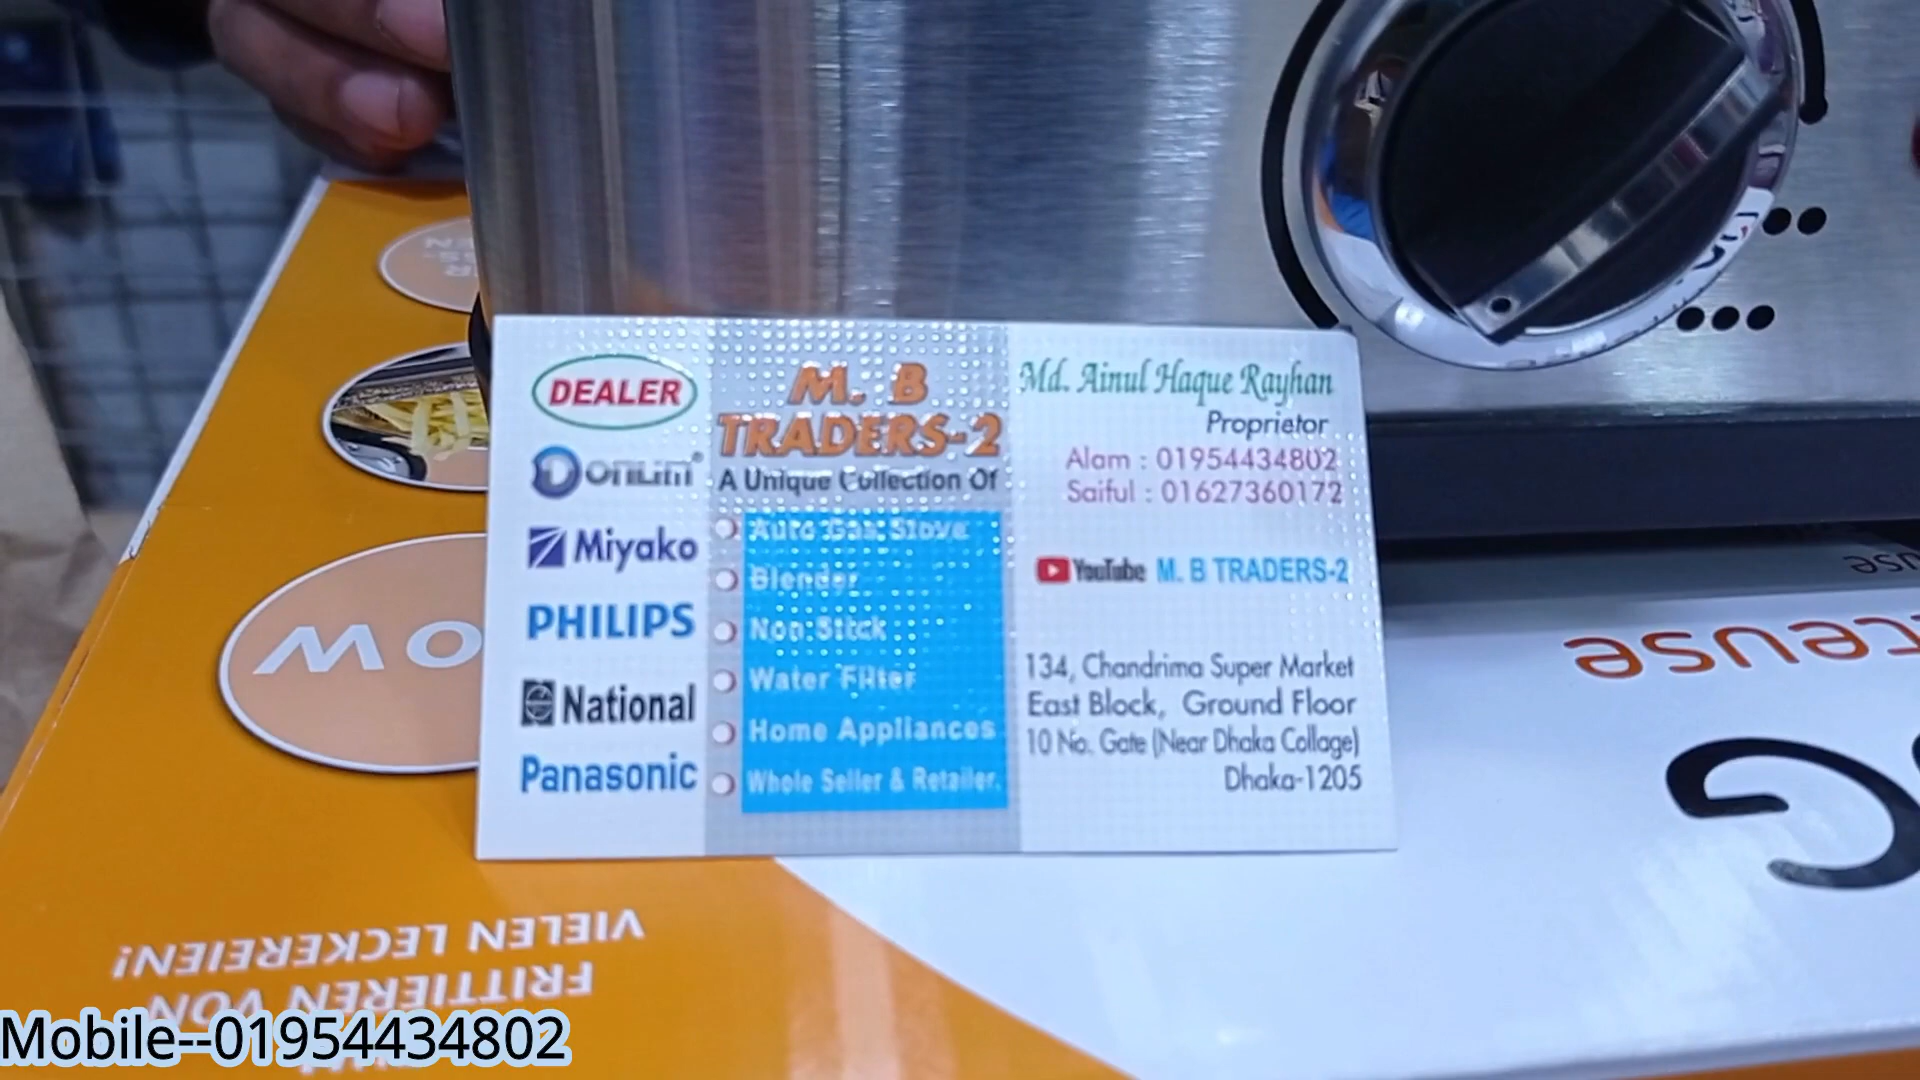 DEALER
Onium
Miyako
PHILIPS
National
Panasonic
M. B
TRADERS-2
A Unique Collection Of
Auto Gas Stove
Blender
Non Stick
Water Filter
Home Appliances
Whole Seller & Retailer.
Md. Ainul Haque Rayhan
Proprietor
Alam : 01954434802
Saiful : 01627360172
YouTube M. B TRADERS-2
134, Chandrima Super Market
East Block, Ground Floor
10 No. Gate (Near Dhaka Collage)
Dhaka-1205
FRITTIEREN VON
VIELEN LECKEREIEN!
Mobile--01954434802